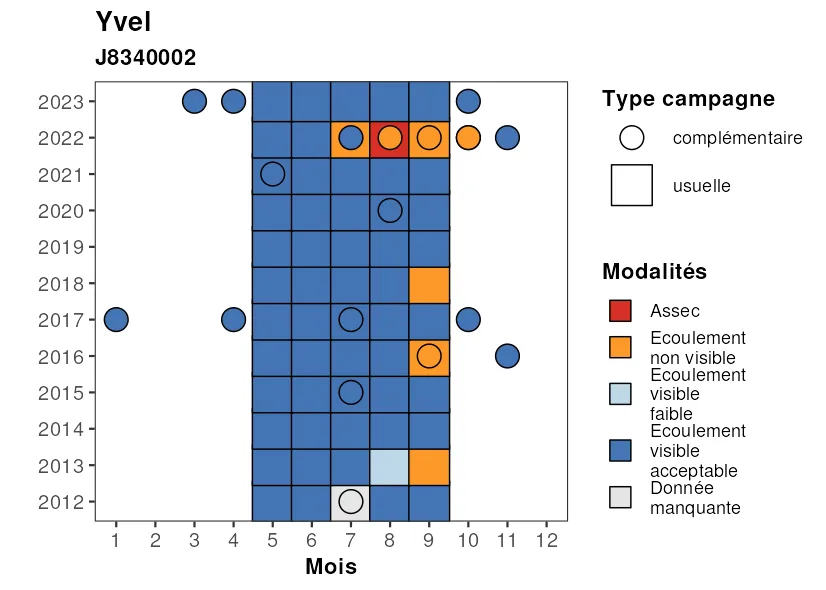 Yvel
J8340002
2023
2022
2021
2020
2019
2018
2017
2016
2015
2014
2013
2012
1 2 3 4 5 6 7 8 9 10 11 12
Mois
Type campagne
complémentaire
usuelle
Modalités
Assec
Ecoulement
non visible
Ecoulement
visible
faible
Ecoulement
visible
acceptable
Donnée
manquante